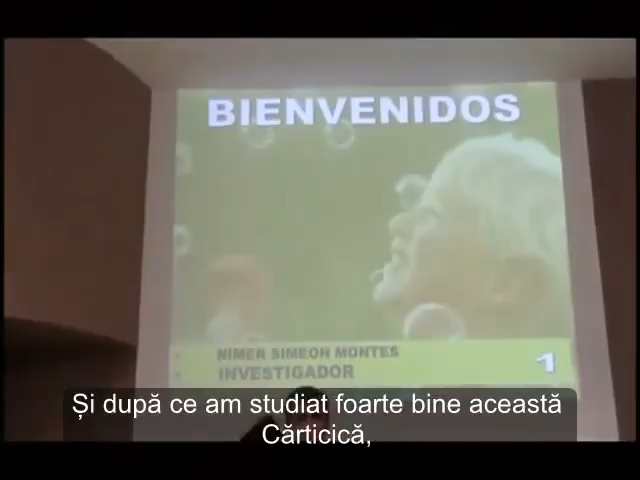 BIENVENIDOS
NIMER SIMEON MONTES
INVESTIGADOR
1
Și după ce am studiat foarte bine această
Cărticică,